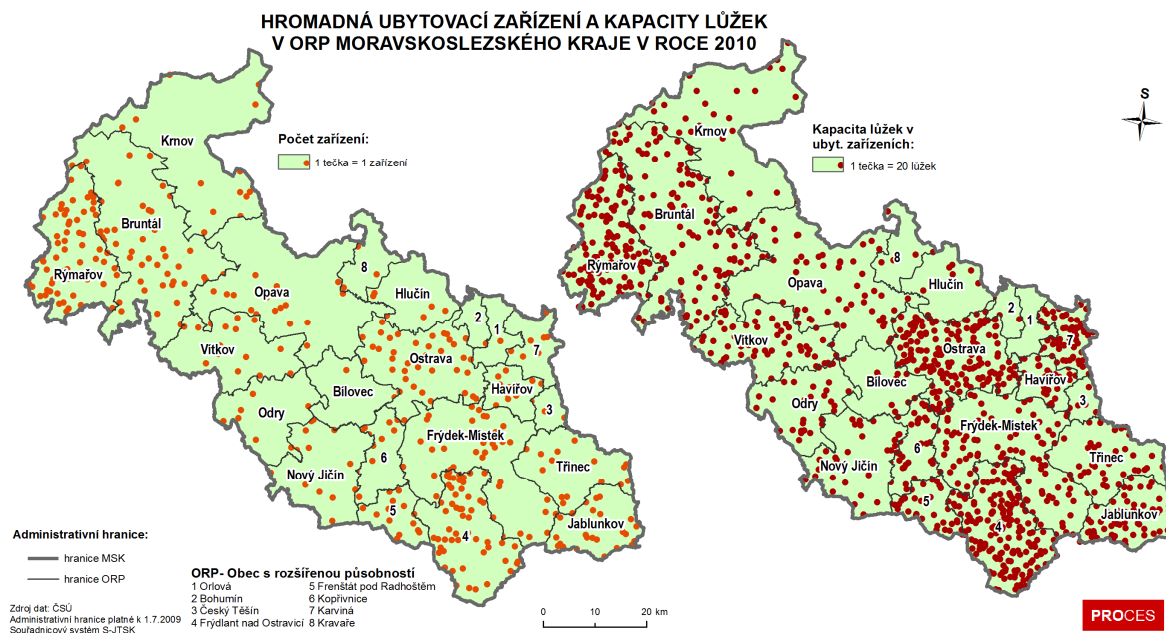 HROMADNÁ UBYTOVACÍ ZAŘÍZENÍ A KAPACITY LŮŽEK
V ORP MORAVSKOSLEZSKÉHO KRAJE V ROCE 2010
S
Počet zařízení:
1 tečka = 1 zařízení
Kapacita lůžek v
ubyt. zařízeních:
1 tečka = 20 lůžek
Krnov
Bruntál
Rýmařov
Opava
8
Hlučín
2
1
Vítkov
Ostrava
7
Bílovec
Havířov
Odry
3
Frýdek-Místek
6
Nový Jičín
Třinec
5
4
Jablunkov
Krnov
Bruntál
Rýmařov
8
Opava
Hlučín
2
1
Vítkov
Ostrava
7
Bílovec
Havířov
Odry
3
Frýdek-Místek
6
Nový Jičín
Třinec
5
4
Jablunkov
Administrativní hranice:
hranice MSK
hranice ORP
ORP- Obec s rozšířenou působností
1 Orlová 5 Frenštát pod Radhoštěm
2 Bohumín 6 Kopřivnice
3 Český Těšín 7 Karviná
4 Frýdlant nad Ostravicí 8 Kravaře
Zdroj dat: ČSÚ
Administrativní hranice platné k 1.7.2009
Souřadnicový systém S-JTSK
0 10 20 km
PROCES